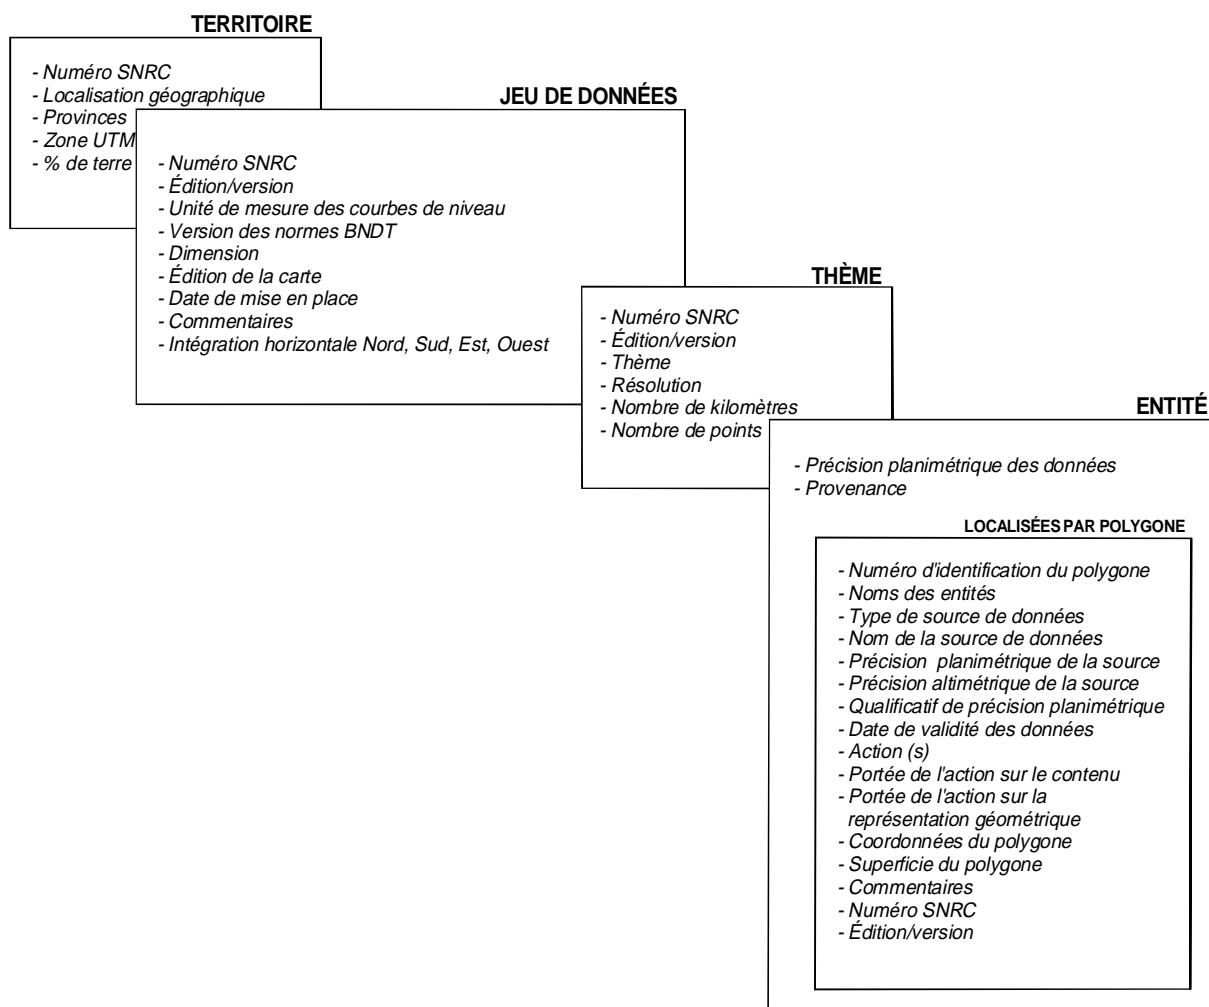 TERRITOIRE
- Numéro SNRC
- Localisation géographique
- Provinces
- Zone UTM
- % de terre
JEU DE DONNÉES
- Numéro SNRC
- Édition/version
- Unité de mesure des courbes de niveau
- Version des normes BNDT
- Dimension
- Édition de la carte
- Date de mise en place
- Commentaires
- Intégration horizontale Nord, Sud, Est, Ouest
THÈME
- Numéro SNRC
- Édition/version
- Thème
- Résolution
- Nombre de kilomètres
- Nombre de points
ENTITÉ
- Précision planimétrique des données
- Provenance
LOCALISÉES PAR POLYGONE
- Numéro d'identification du polygone
- Noms des entités
- Type de source de données
- Nom de la source de données
- Précision planimétrique de la source
- Précision altimétrique de la source
- Qualificatif de précision planimétrique
- Date de validité des données
- Action (s)
- Portée de l'action sur le contenu
- Portée de l'action sur la
représentation géométrique
- Coordonnées du polygone
- Superficie du polygone
- Commentaires
- Numéro SNRC
- Édition/version